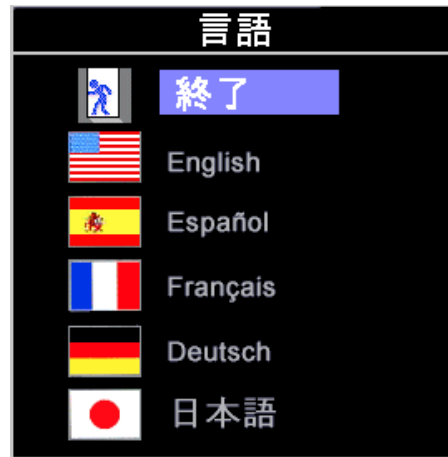 言語
終了
English
Español
Français
Deutsch
日本語